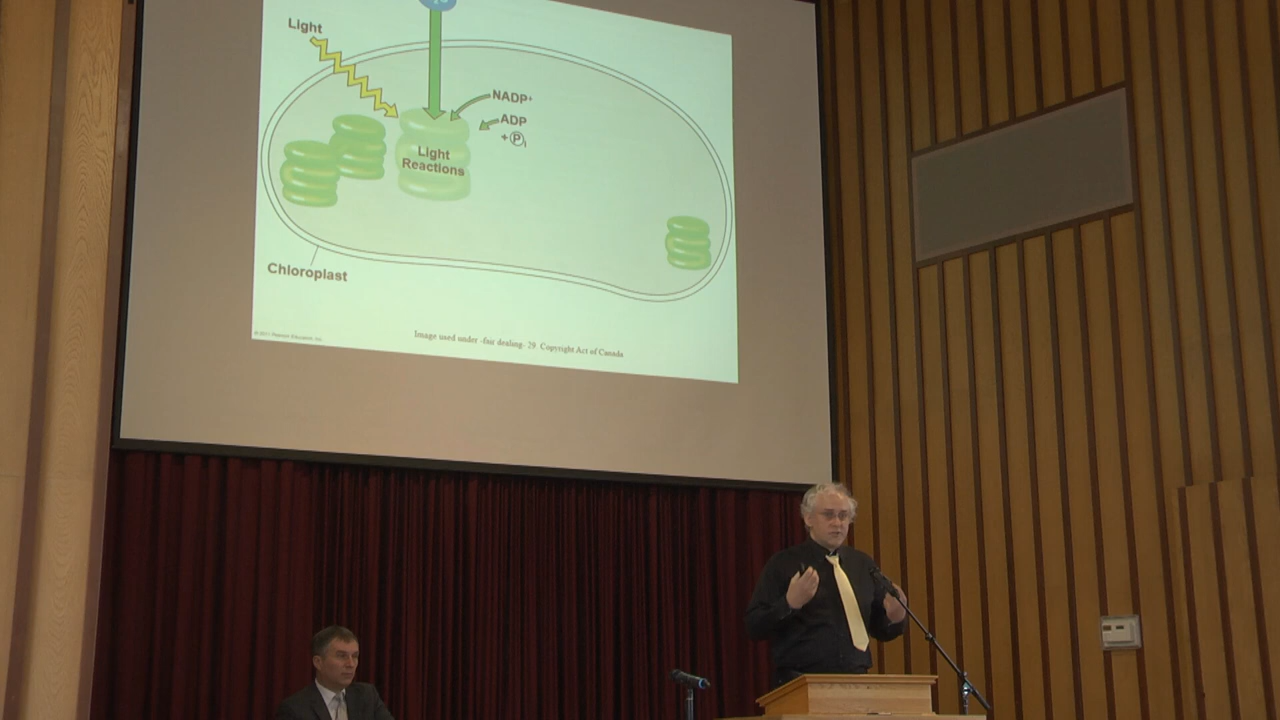 Light
NADP+
ADP
+ Pi
Light
Reactions
Chloroplast
Image used under -fair dealing- 29. Copyright Act of Canada